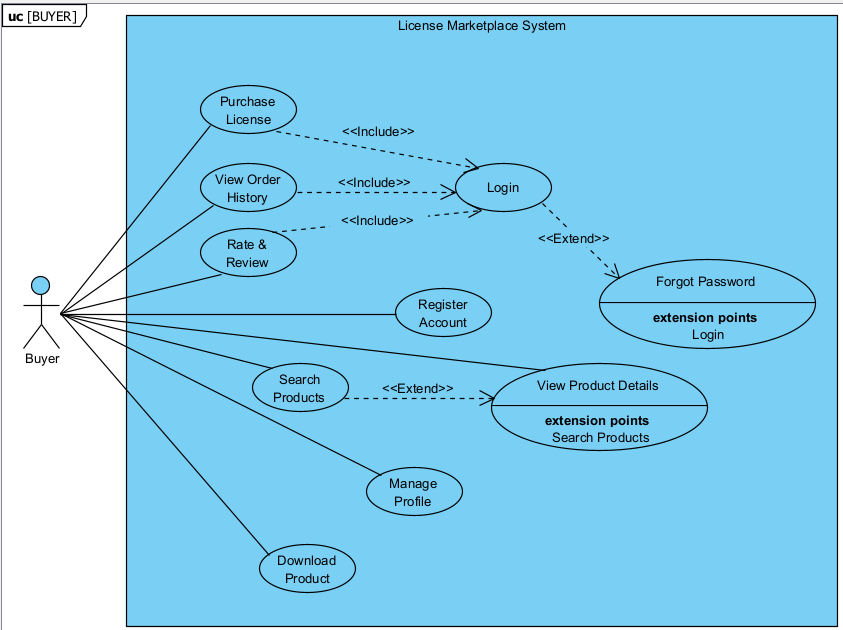 uc [BUYER]
License Marketplace System
Purchase
License
<<Include>>
View Order
History
<<Include>>
Login
<<Include>>
Rate &
Review
<<Extend>>
Forgot Password
extension points
Login
Register
Account
Buyer
Search
Products
<<Extend>>
View Product Details
extension points
Search Products
Manage
Profile
Download
Product